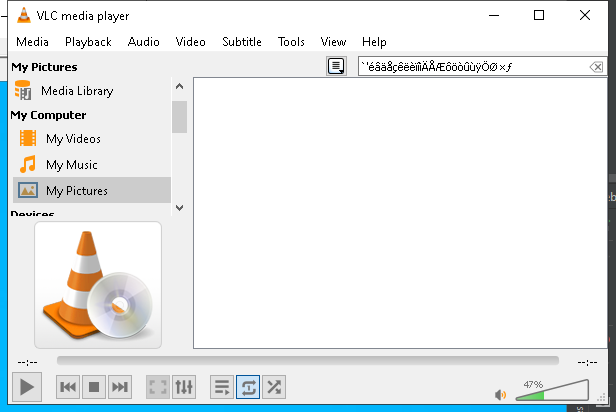 VLC media player
Media Playback Audio Video Subtitle Tools View Help
My Pictures
`'éâäåçêëèïîìÄÅÆôöòûùÿÖØ×ƒ
Media Library
My Computer
My Videos
My Music
My Pictures
Devices
--:-- --:--
47%